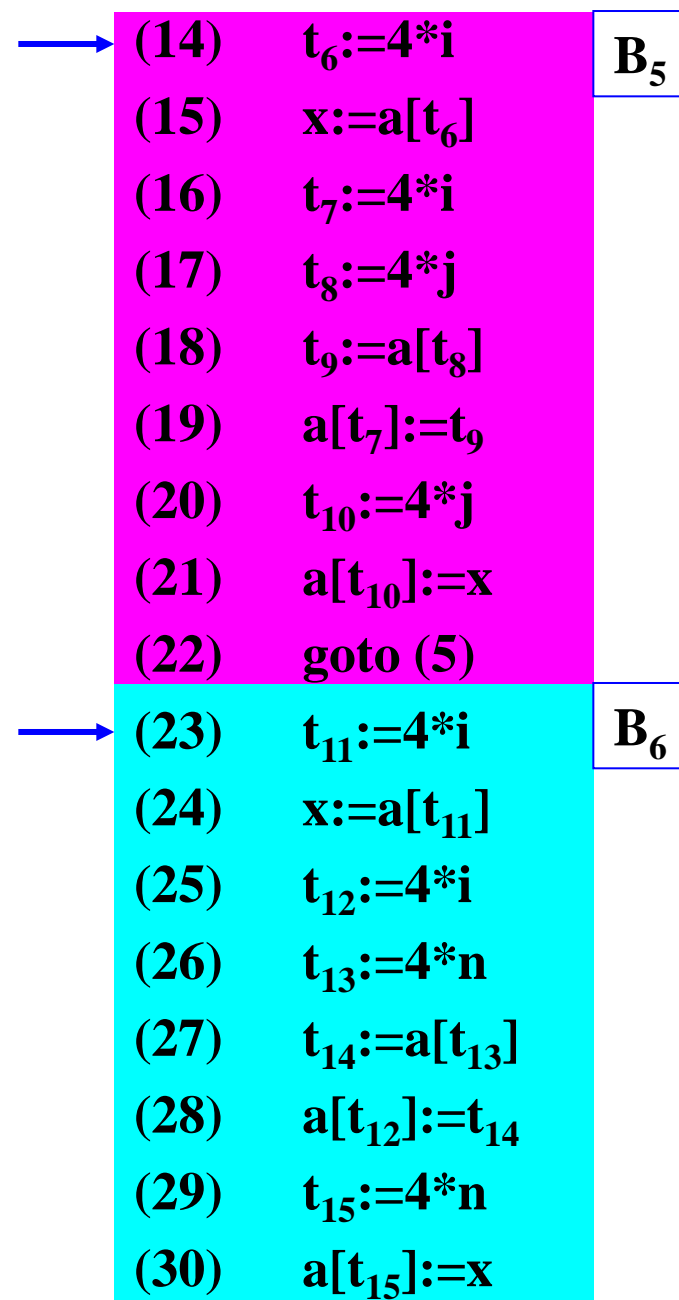 (14) t₆:=4*i B₅
(15) x:=a[t₆]
(16) t₇:=4*i
(17) t₈:=4*j
(18) t₉:=a[t₈]
(19) a[t₇]:=t₉
(20) t₁₀:=4*j
(21) a[t₁₀]:=x
(22) goto (5)
(23) t₁₁:=4*i B₆
(24) x:=a[t₁₁]
(25) t₁₂:=4*i
(26) t₁₃:=4*n
(27) t₁₄:=a[t₁₃]
(28) a[t₁₂]:=t₁₄
(29) t₁₅:=4*n
(30) a[t₁₅]:=x